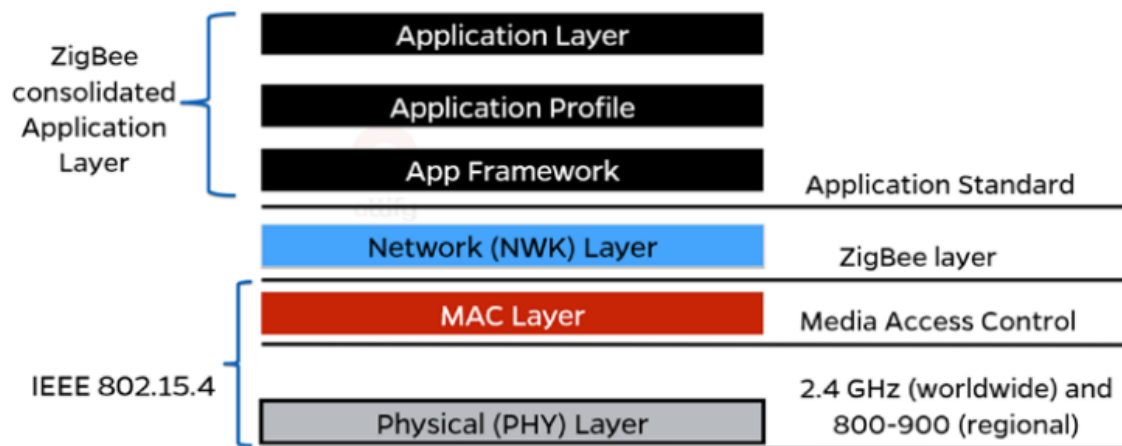 Application Layer
ZigBee
consolidated
Application
Layer
Application Profile
App Framework
Application Standard
attify
Network (NWK) Layer
ZigBee layer
MAC Layer
Media Access Control
IEEE 802.15.4
2.4 GHz (worldwide) and
800-900 (regional)
Physical (PHY) Layer